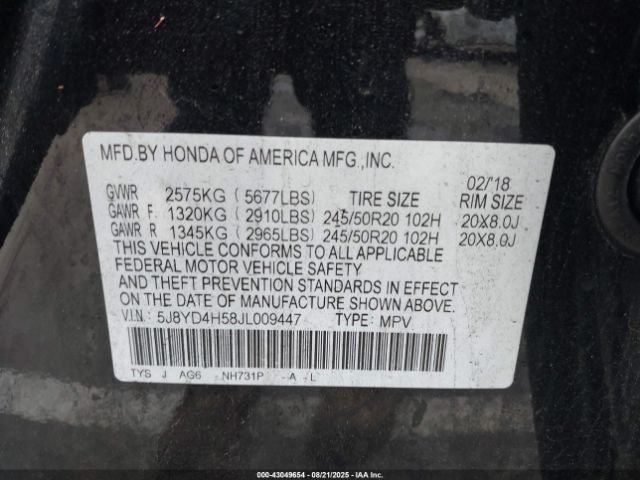 MFD.BY HONDA OF AMERICA MFG.,INC.
02/'18
GVWR 2575KG ( 5677LBS) TIRE SIZE RIM SIZE
GAWR F. 1320KG ( 2910LBS) 245/50R20 102H 20X8.0J
GAWR R 1345KG ( 2965LBS) 245/50R20 102H 20X8.0J
THIS VEHICLE CONFORMS TO ALL APPLICABLE
FEDERAL MOTOR VEHICLE SAFETY
AND THEFT PREVENTION STANDARDS IN EFFECT
ON THE DATE OF MANUFACTURE SHOWN ABOVE.
V.I.N.: 5J8YD4H58JL009447 TYPE: MPV
TYS J AG6 -NH731P -A -L
000-43049654 - 08/21/2025 - IAA Inc.